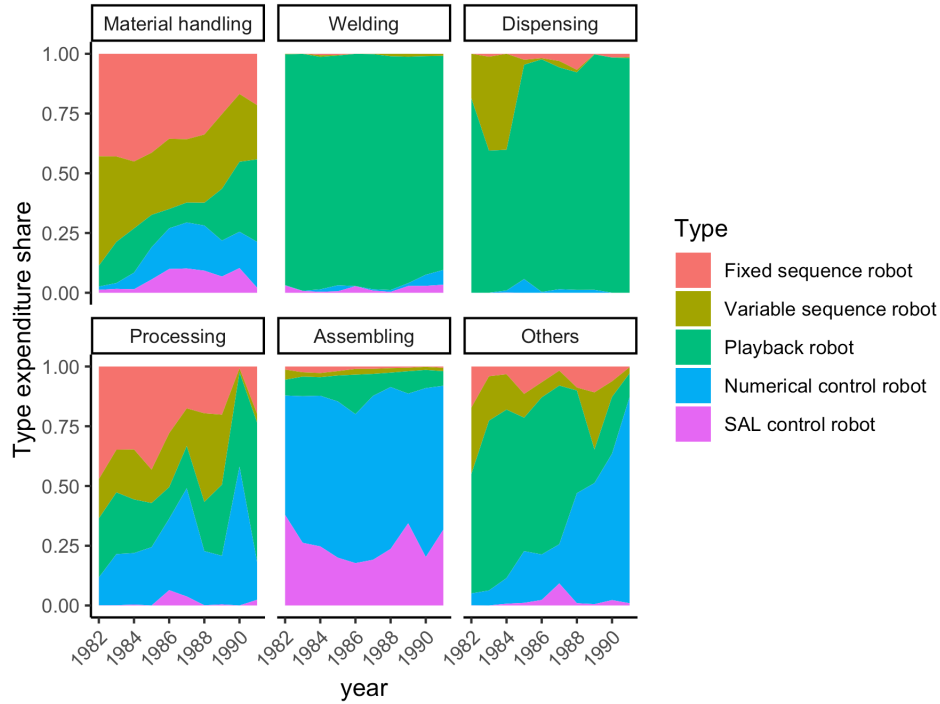 Material handling
Welding
Dispensing
1.00
0.75
0.50
0.25
0.00
Processing
Assembling
Others
1.00
0.75
0.50
0.25
0.00
1982 1984 1986 1988 1990
1982 1984 1986 1988 1990
1982 1984 1986 1988 1990
year
Type expenditure share
Type
Fixed sequence robot
Variable sequence robot
Playback robot
Numerical control robot
SAL control robot